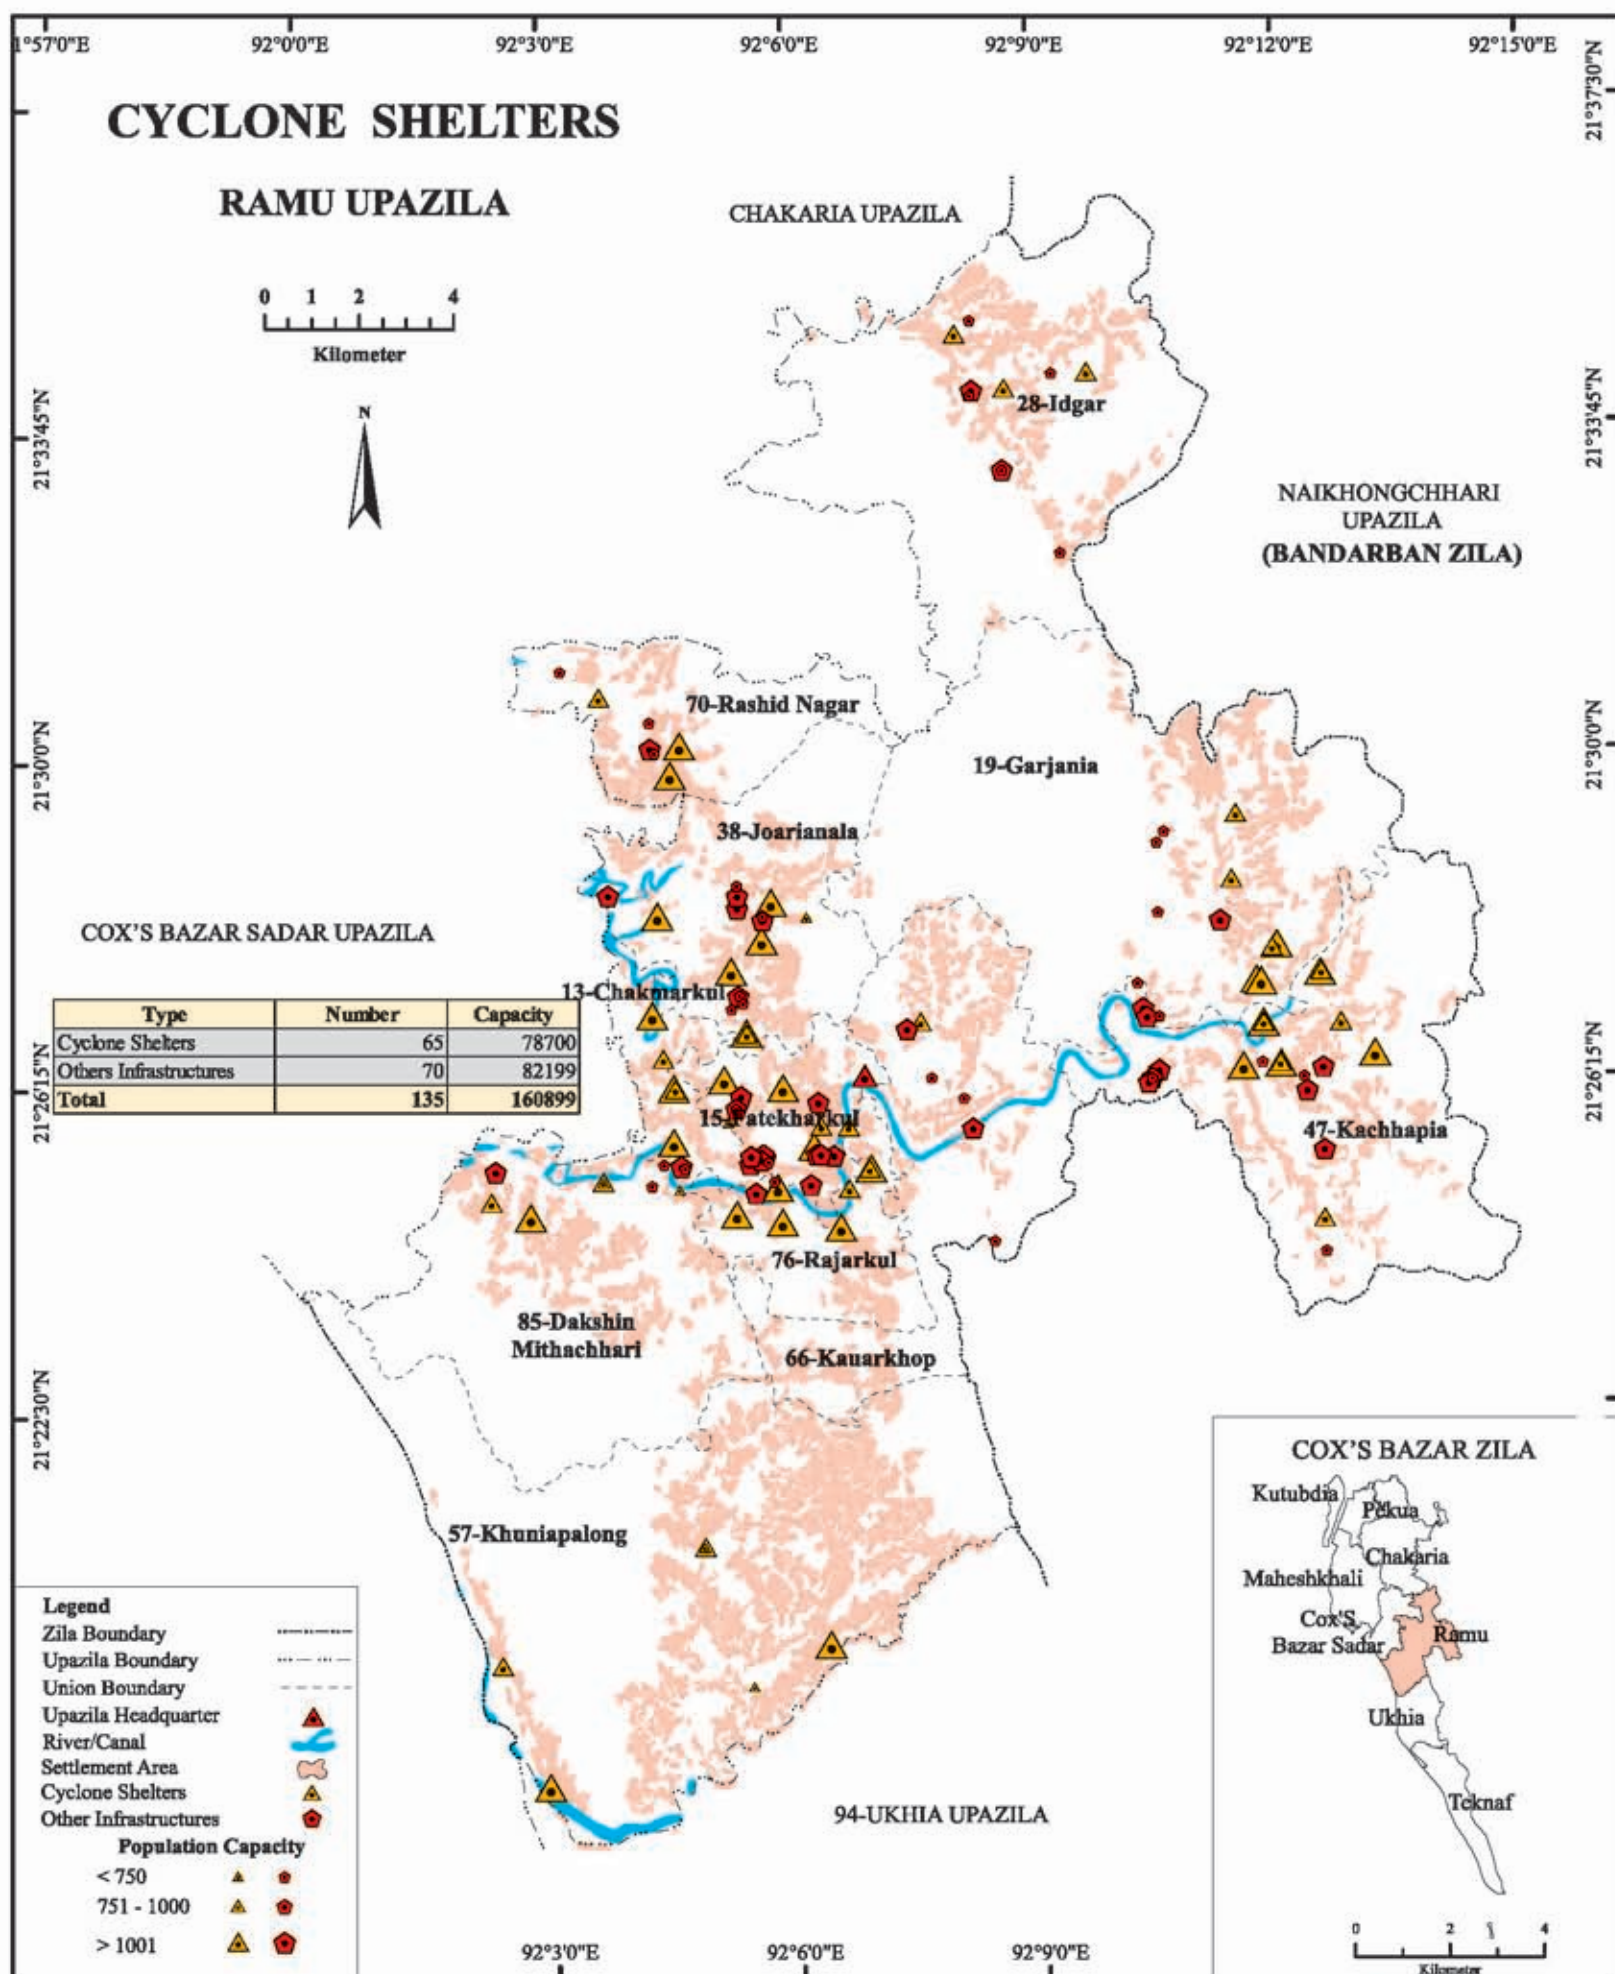 1°57'0"E 92°0'0"E 92°3'0"E 92°6'0"E 92°9'0"E 92°12'0"E 92°15'0"E
21°37'30"N
CYCLONE SHELTERS
RAMU UPAZILA
CHAKARIA UPAZILA
0 1 2 4
Kilometer
N
21°33'45"N
21°33'45"N
28-Idgar
NAIKHONGCHHARI
UPAZILA
(BANDARBAN ZILA)
70-Rashid Nagar
21°30'0"N
21°30'0"N
19-Garjania
38-Joarianala
COX'S BAZAR SADAR UPAZILA
13-Chakmarkul
Type Number Capacity
Cyclone Shelters 65 78700
Others Infrastructures 70 82199
Total 135 160899
21°26'15"N
21°26'15"N
15-Fatekharkul
47-Kachhapia
76-Rajarkul
85-Dakshin
Mithachhari
66-Kauarkhop
21°22'30"N
57-Khuniapalong
94-UKHIA UPAZILA
COX'S BAZAR ZILA
Kutubdia
Pekua
Chakaria
Maheshkhali
Cox'S
Bazar Sadar
Ramu
Ukhia
Teknaf
0 2 4
Kilometer
Legend
Zila Boundary
Upazila Boundary
Union Boundary
Upazila Headquarter
River/Canal
Settlement Area
Cyclone Shelters
Other Infrastructures
Population Capacity
< 750
751 - 1000
> 1001
92°3'0"E 92°6'0"E 92°9'0"E